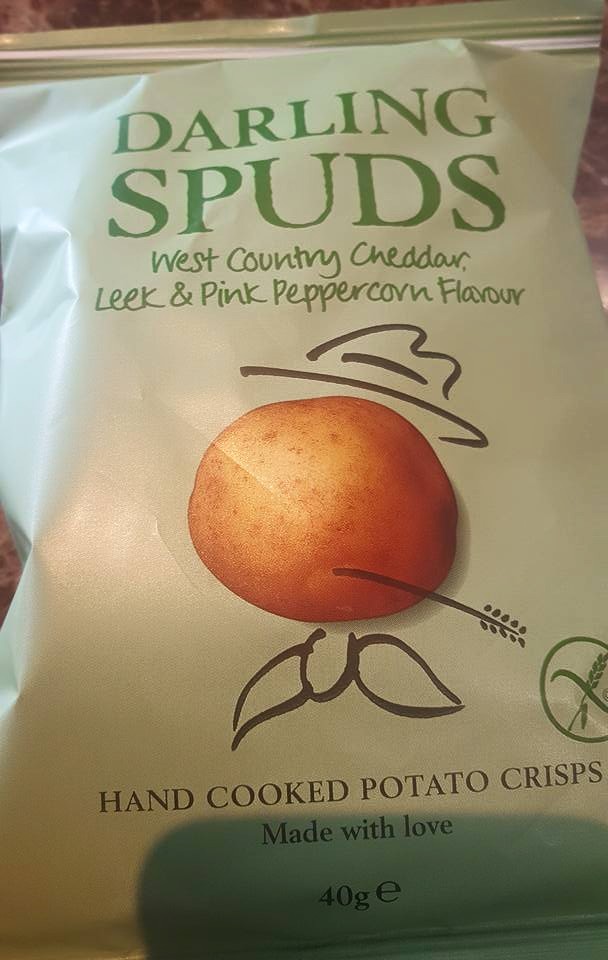 DARLING
SPUDS
West Country Cheddar,
Leek & Pink Peppercorn Flavour
HAND COOKED POTATO CRISPS
Made with love
40g ℮